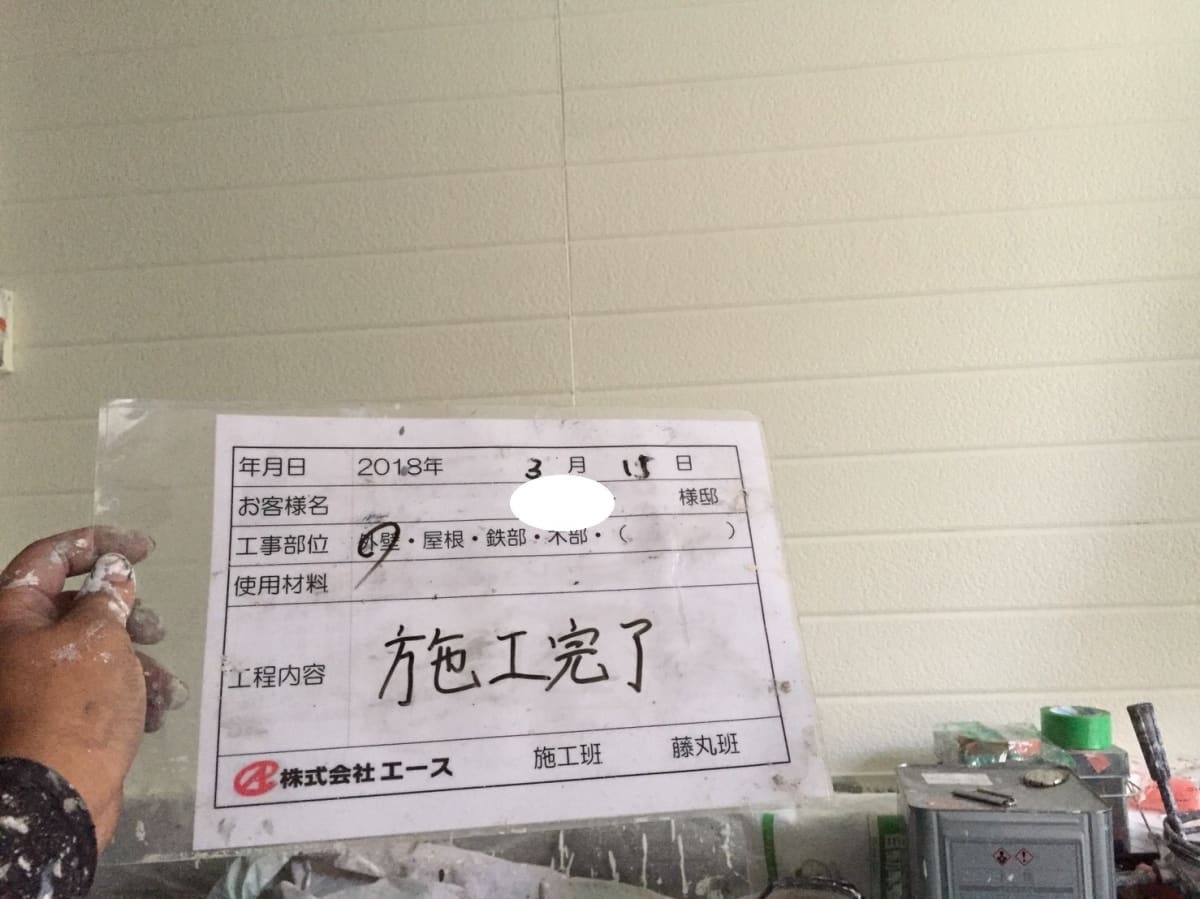 年月日 2018年 3月 15日
お客様名 様邸
工事部位 外壁・屋根・鉄部・木部・( )
使用材料
工程内容 施工完了
株式会社エース 施工班 藤丸班